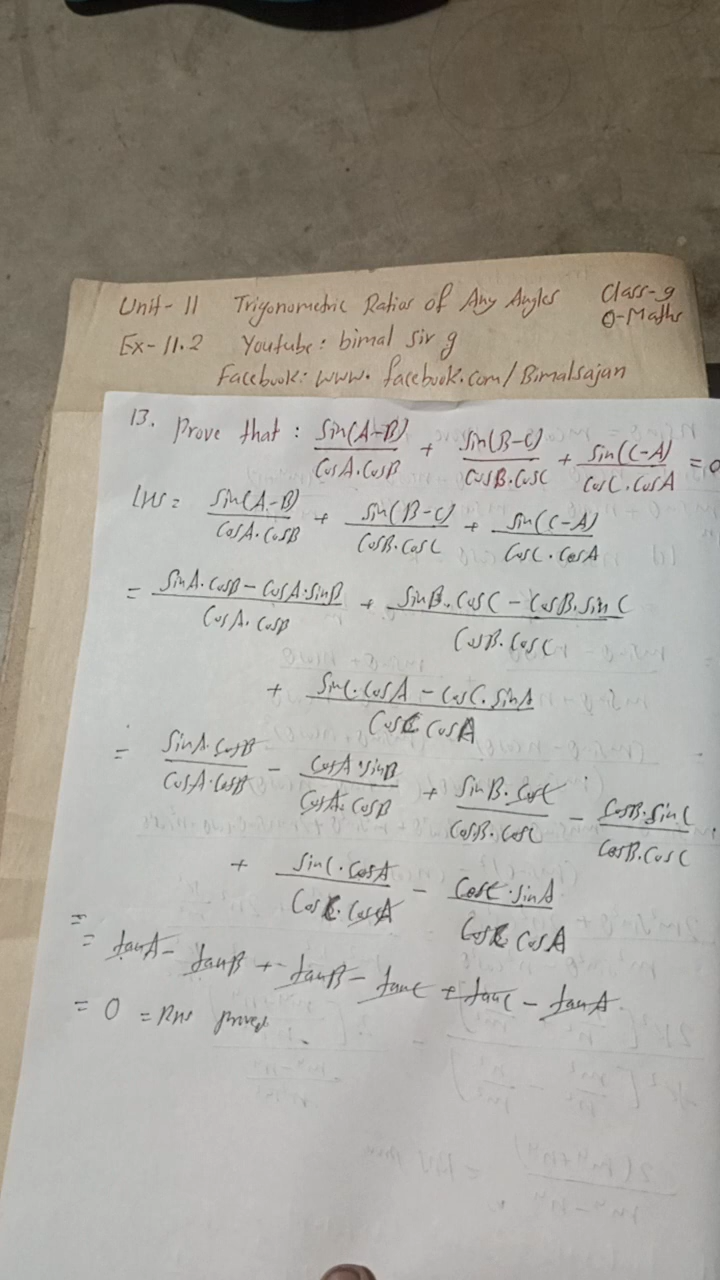 Unit- 11 Trigonometric Ratios of Any Angles Class-9
Ex- 11.2 Youtube: bimal sir g O-Maths
Facebook: www. facebook.com/Bimalsajan
13. Prove that : sin(A-B)/CosA.CosB + sin(B-C)/CosB.CosC + sin(C-A)/CosC.CosA = 0
LHS = sin(A-B)/CosA.CosB + sin(B-C)/CosB.CosC + sin(C-A)/CosC.CosA
= sinA.CosB - CosA.sinB/CosA.CosB + sinB.CosC - CosB.sinC/CosB.CosC
+ sinC.CosA - CosC.sinA/CosC CosA
= sinA.CosB/CosA.CosB - CosA.sinB/CosA.CosB + sinB.CosC/CosB.CosC - CosB.sinC/CosB.CosC
+ sinC.CosA/CosC.CosA - CosC.sinA/CosC CosA
=
= tanA - tanB + tanB - tanC + tanC - tanA.
= 0 = RHS proved.